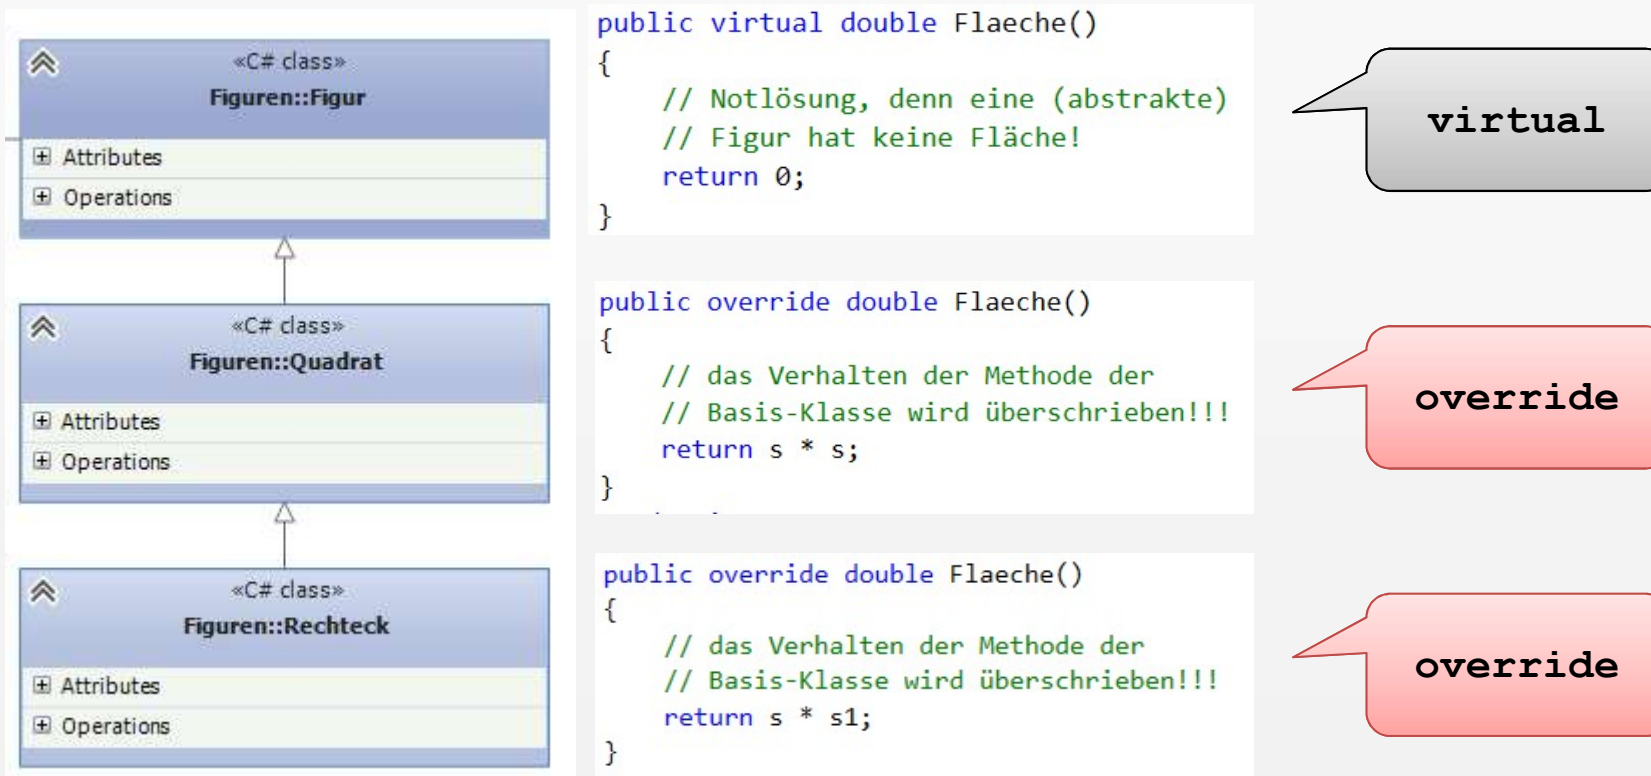 «C# class»
Figuren::Figur
Attributes
Operations
public virtual double Flaeche()
{
// Notlösung, denn eine (abstrakte)
// Figur hat keine Fläche!
return 0;
}
virtual
«C# class»
Figuren::Quadrat
Attributes
Operations
public override double Flaeche()
{
// das Verhalten der Methode der
// Basis-Klasse wird überschrieben!!!
return s * s;
}
override
«C# class»
Figuren::Rechteck
Attributes
Operations
public override double Flaeche()
{
// das Verhalten der Methode der
// Basis-Klasse wird überschrieben!!!
return s * s1;
}
override